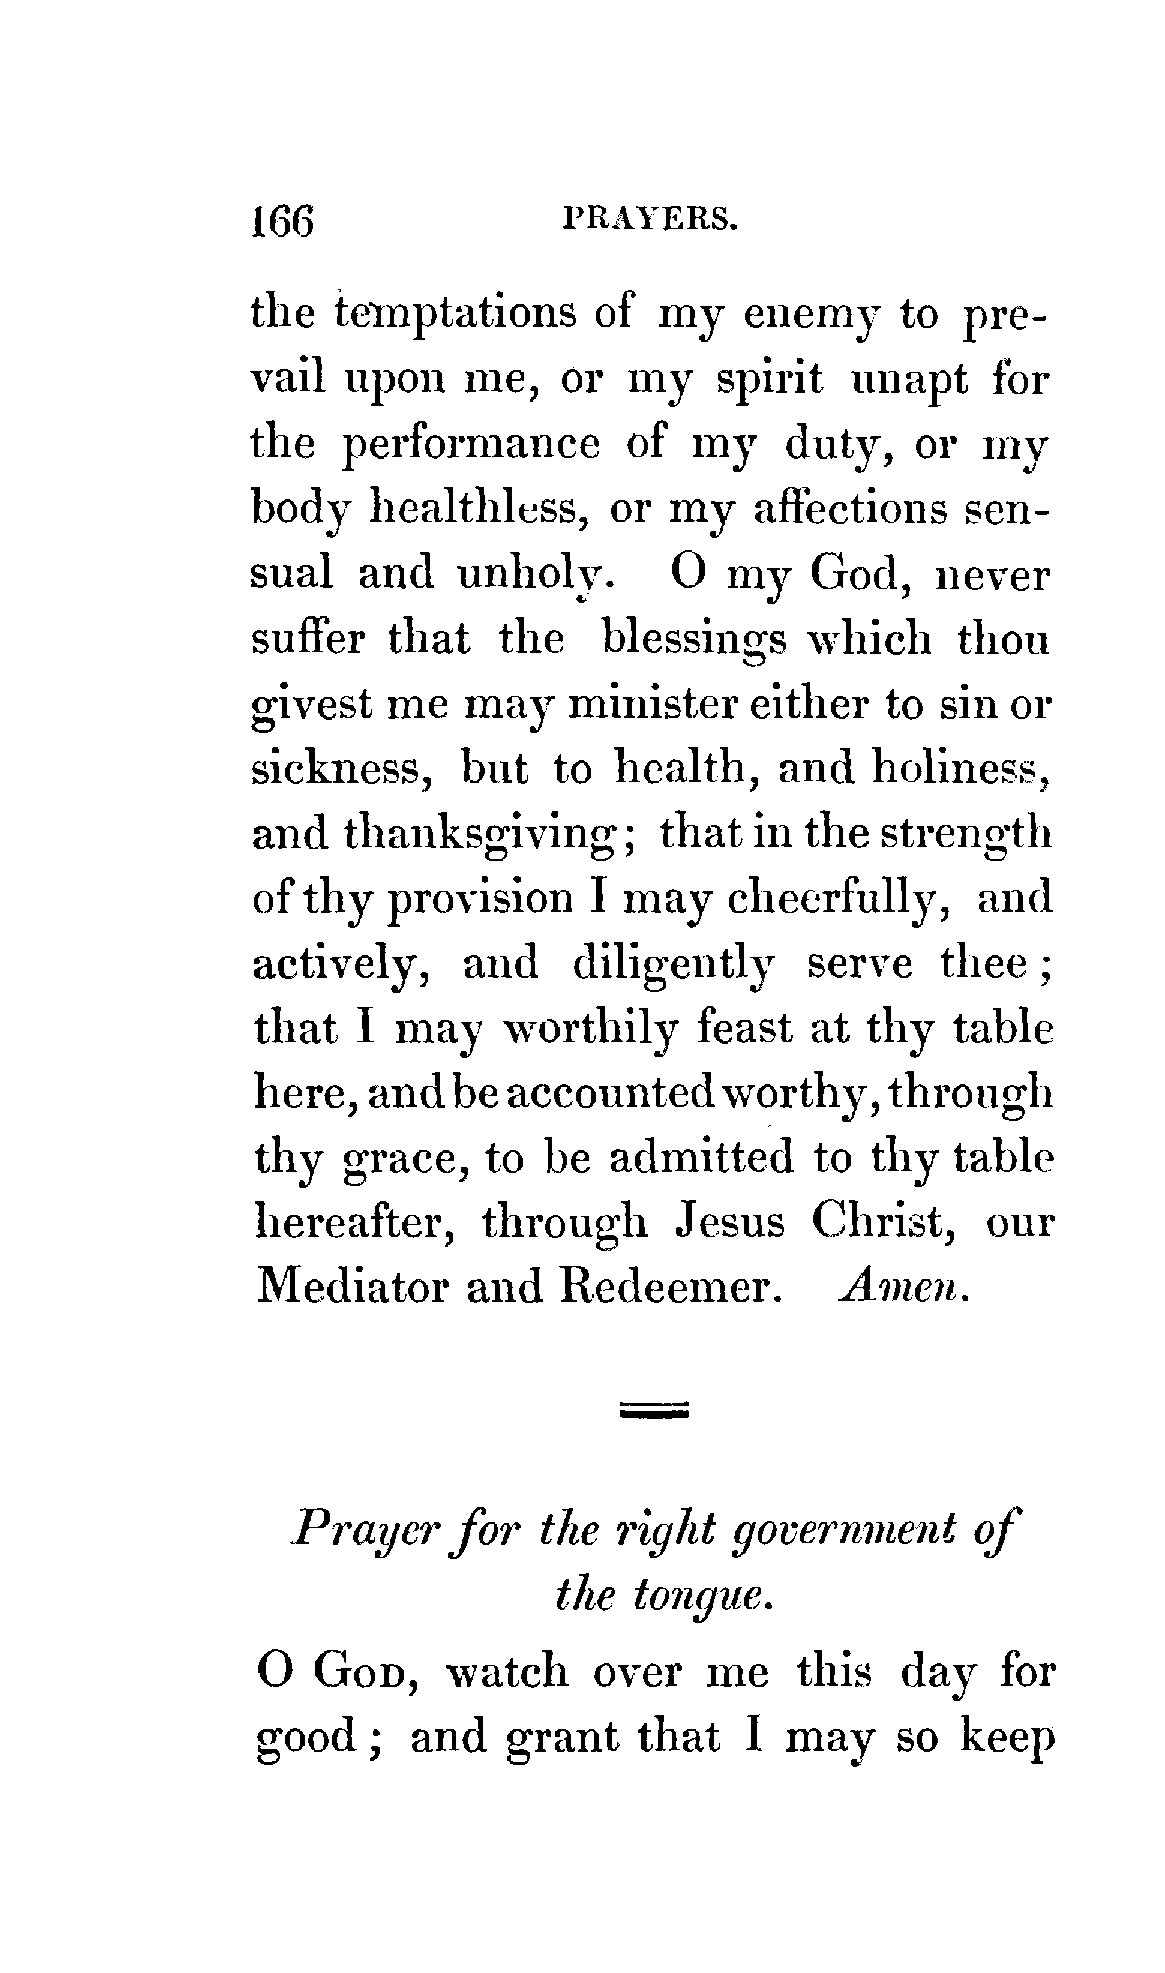 166 PRAYERS.
the temptations of my enemy to pre-
vail upon me, or my spirit unapt for
the performance of my duty, or my
body healthless, or my affections sen-
sual and unholy. O my God, never
suffer that the blessings which thou
givest me may minister either to sin or
sickness, but to health, and holiness,
and thanksgiving; that in the strength
of thy provision I may cheerfully, and
actively, and diligently serve thee;
that I may worthily feast at thy table
here, and be accounted worthy, through
thy grace, to be admitted to thy table
hereafter, through Jesus Christ, our
Mediator and Redeemer. Amen.
Prayer for the right government of
the tongue.
O GOD, watch over me this day for
good; and grant that I may so keep